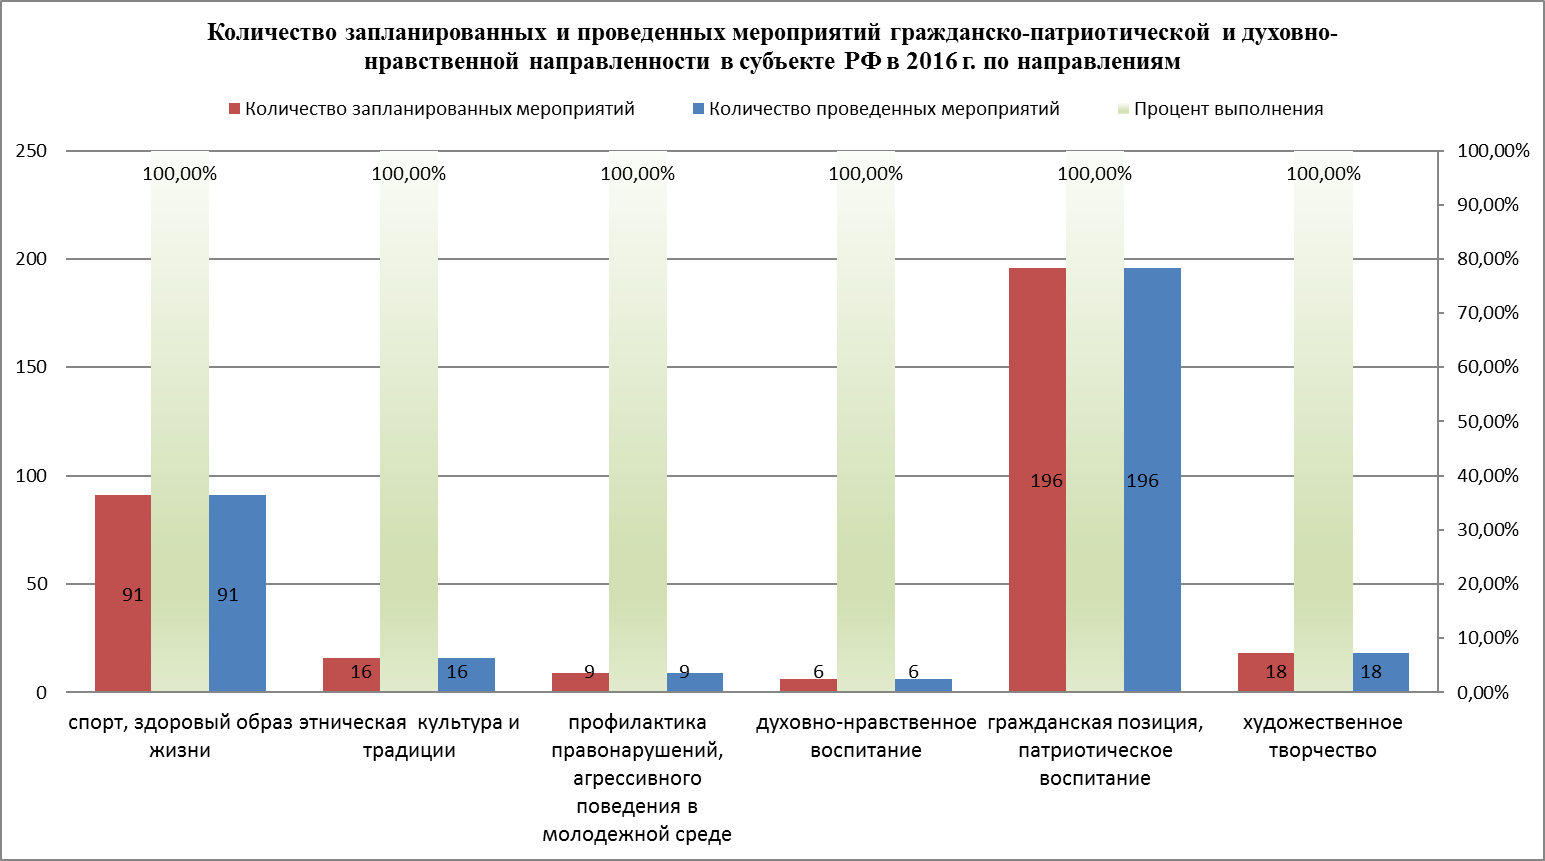 Количество запланированных и проведенных мероприятий гражданско-патриотической и духовно-
нравственной направленности в субъекте РФ в 2016 г. по направлениям
Количество запланированных мероприятий Количество проведенных мероприятий Процент выполнения
250
200
150
100
50
0
100,00%
90,00%
80,00%
70,00%
60,00%
50,00%
40,00%
30,00%
20,00%
10,00%
0,00%
100,00% 100,00% 100,00% 100,00% 100,00% 100,00%
91 91
16 16
9 9
6 6
196 196
18 18
спорт, здоровый образ
жизни
этническая культура и
традиции
профилактика
правонарушений,
агрессивного
поведения в
молодежной среде
духовно-нравственное
воспитание
гражданская позиция,
патриотическое
воспитание
художественное
творчество